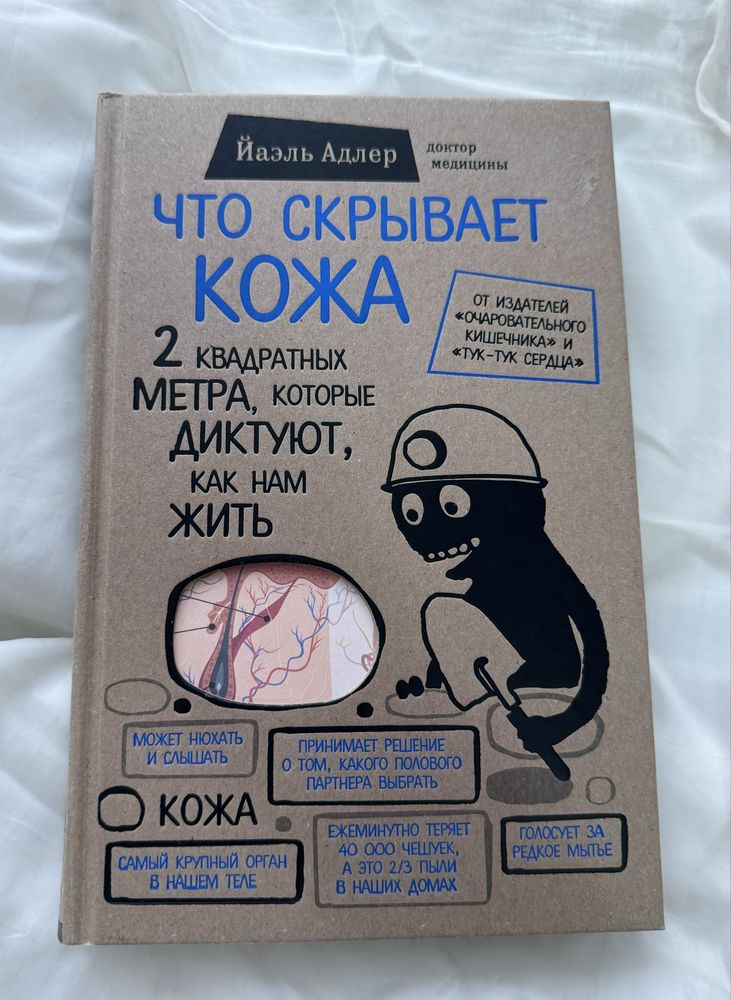 Йаэль Адлер
доктор
медицины
ЧТО СКРЫВАЕТ
КОЖА
ОТ ИЗДАТЕЛЕЙ
«ОЧАРОВАТЕЛЬНОГО
КИШЕЧНИКА» И
«ТУК-ТУК СЕРДЦА»
2 КВАДРАТНЫХ
МЕТРА, КОТОРЫЕ
ДИКТУЮТ,
КАК НАМ
ЖИТЬ
МОЖЕТ НЮХАТЬ
И СЛЫШАТЬ
ПРИНИМАЕТ РЕШЕНИЕ
О ТОМ, КАКОГО ПОЛОВОГО
ПАРТНЕРА ВЫБРАТЬ
КОЖА
САМЫЙ КРУПНЫЙ ОРГАН
В НАШЕМ ТЕЛЕ
ЕЖЕМИНУТНО ТЕРЯЕТ
40 000 ЧЕШУЕК,
А ЭТО 2/3 ПЫЛИ
В НАШИХ ДОМАХ
ГОЛОСУЕТ ЗА
РЕДКОЕ МЫТЬЕ